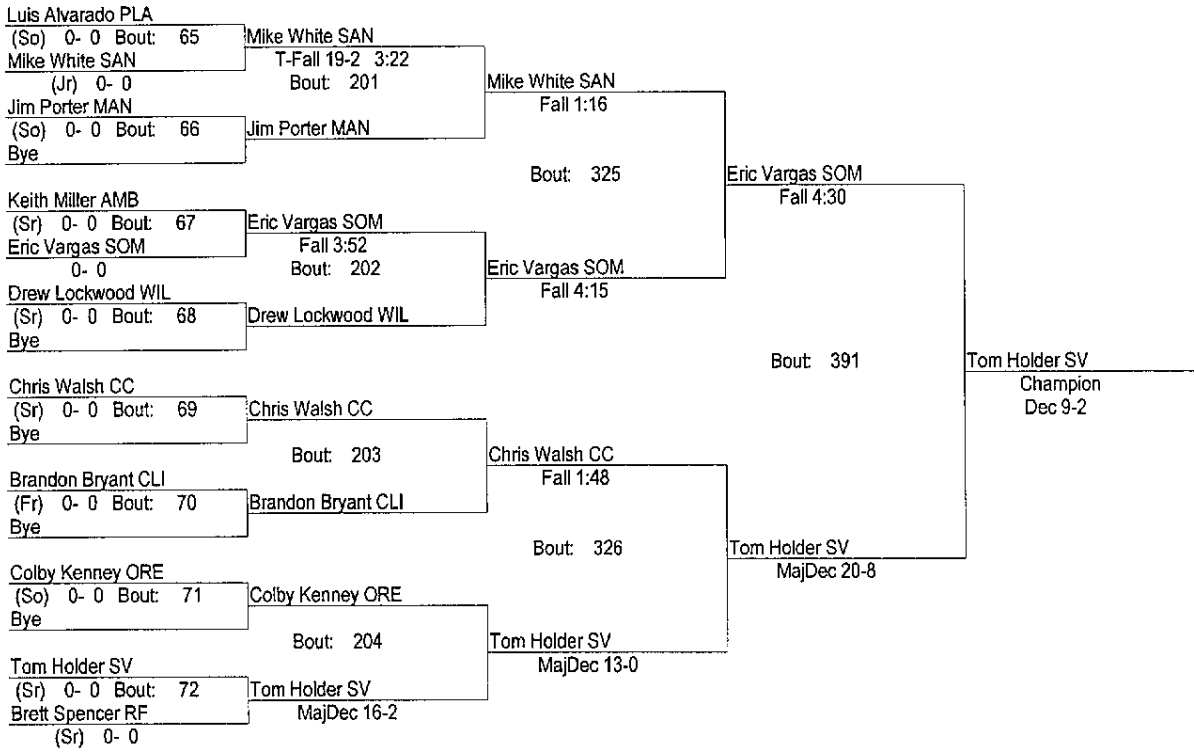 Luis Alvarado PLA
(So) 0- 0 Bout: 65
Mike White SAN
(Jr) 0- 0
Mike White SAN
T-Fall 19-2 3:22
Bout: 201
Jim Porter MAN
(So) 0- 0 Bout: 66
Bye
Jim Porter MAN
Mike White SAN
Fall 1:16
Bout: 325
Keith Miller AMB
(Sr) 0- 0 Bout: 67
Eric Vargas SOM
0- 0
Eric Vargas SOM
Fall 3:52
Bout: 202
Drew Lockwood WIL
(Sr) 0- 0 Bout: 68
Bye
Drew Lockwood WIL
Eric Vargas SOM
Fall 4:15
Eric Vargas SOM
Fall 4:30
Bout: 391
Chris Walsh CC
(Sr) 0- 0 Bout: 69
Bye
Chris Walsh CC
Bout: 203
Brandon Bryant CLI
(Fr) 0- 0 Bout: 70
Bye
Brandon Bryant CLI
Chris Walsh CC
Fall 1:48
Bout: 326
Colby Kenney ORE
(So) 0- 0 Bout: 71
Bye
Colby Kenney ORE
Bout: 204
Tom Holder SV
(Sr) 0- 0 Bout: 72
Brett Spencer RF
(Sr) 0- 0
Tom Holder SV
MajDec 16-2
Tom Holder SV
MajDec 13-0
Tom Holder SV
MajDec 20-8
Tom Holder SV
Champion
Dec 9-2